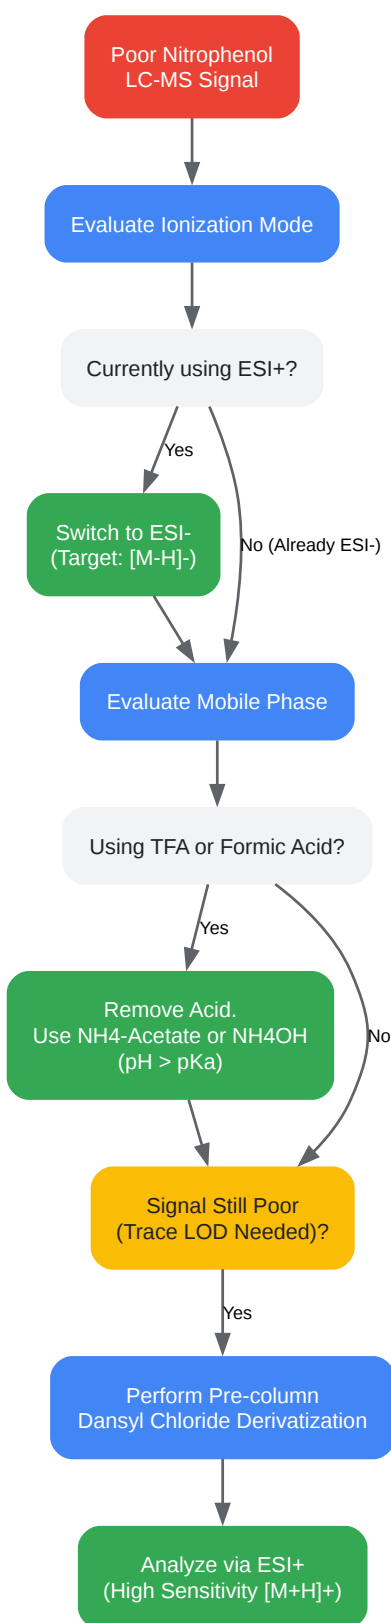 Poor Nitrophenol
LC-MS Signal
Evaluate Ionization Mode
Currently using ESI+?
Yes
Switch to ESI-
(Target: [M-H]-)
No (Already ESI-)
Evaluate Mobile Phase
Using TFA or Formic Acid?
Yes
Remove Acid.
Use NH4-Acetate or NH4OH
(pH > pKa)
No
Signal Still Poor
(Trace LOD Needed)?
Yes
Perform Pre-column
Dansyl Chloride Derivatization
Analyze via ESI+
(High Sensitivity [M+H]+)